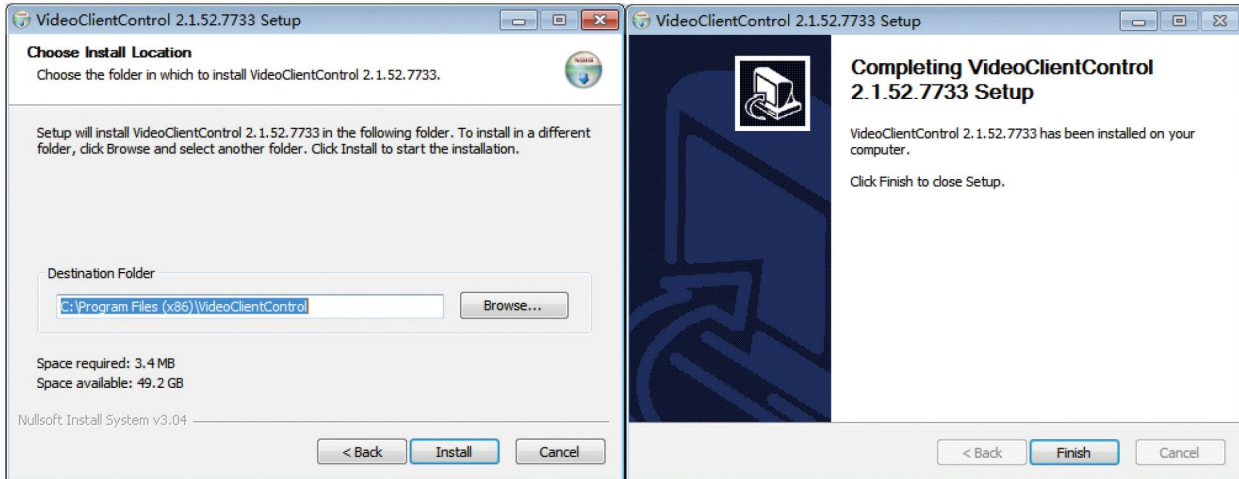 VideoClientControl 2.1.52.7733 Setup
Choose Install Location
Choose the folder in which to install VideoClientControl 2.1.52.7733.
Setup will install VideoClientControl 2.1.52.7733 in the following folder. To install in a different
folder, click Browse and select another folder. Click Install to start the installation.
Destination Folder
C:\Program Files (x86)\VideoClientControl
Browse...
Space required: 3.4 MB
Space available: 49.2 GB
Nullsoft Install System v3.04
< Back
Install
Cancel
VideoClientControl 2.1.52.7733 Setup
Completing VideoClientControl
2.1.52.7733 Setup
VideoClientControl 2.1.52.7733 has been installed on your
computer.
Click Finish to close Setup.
< Back
Finish
Cancel